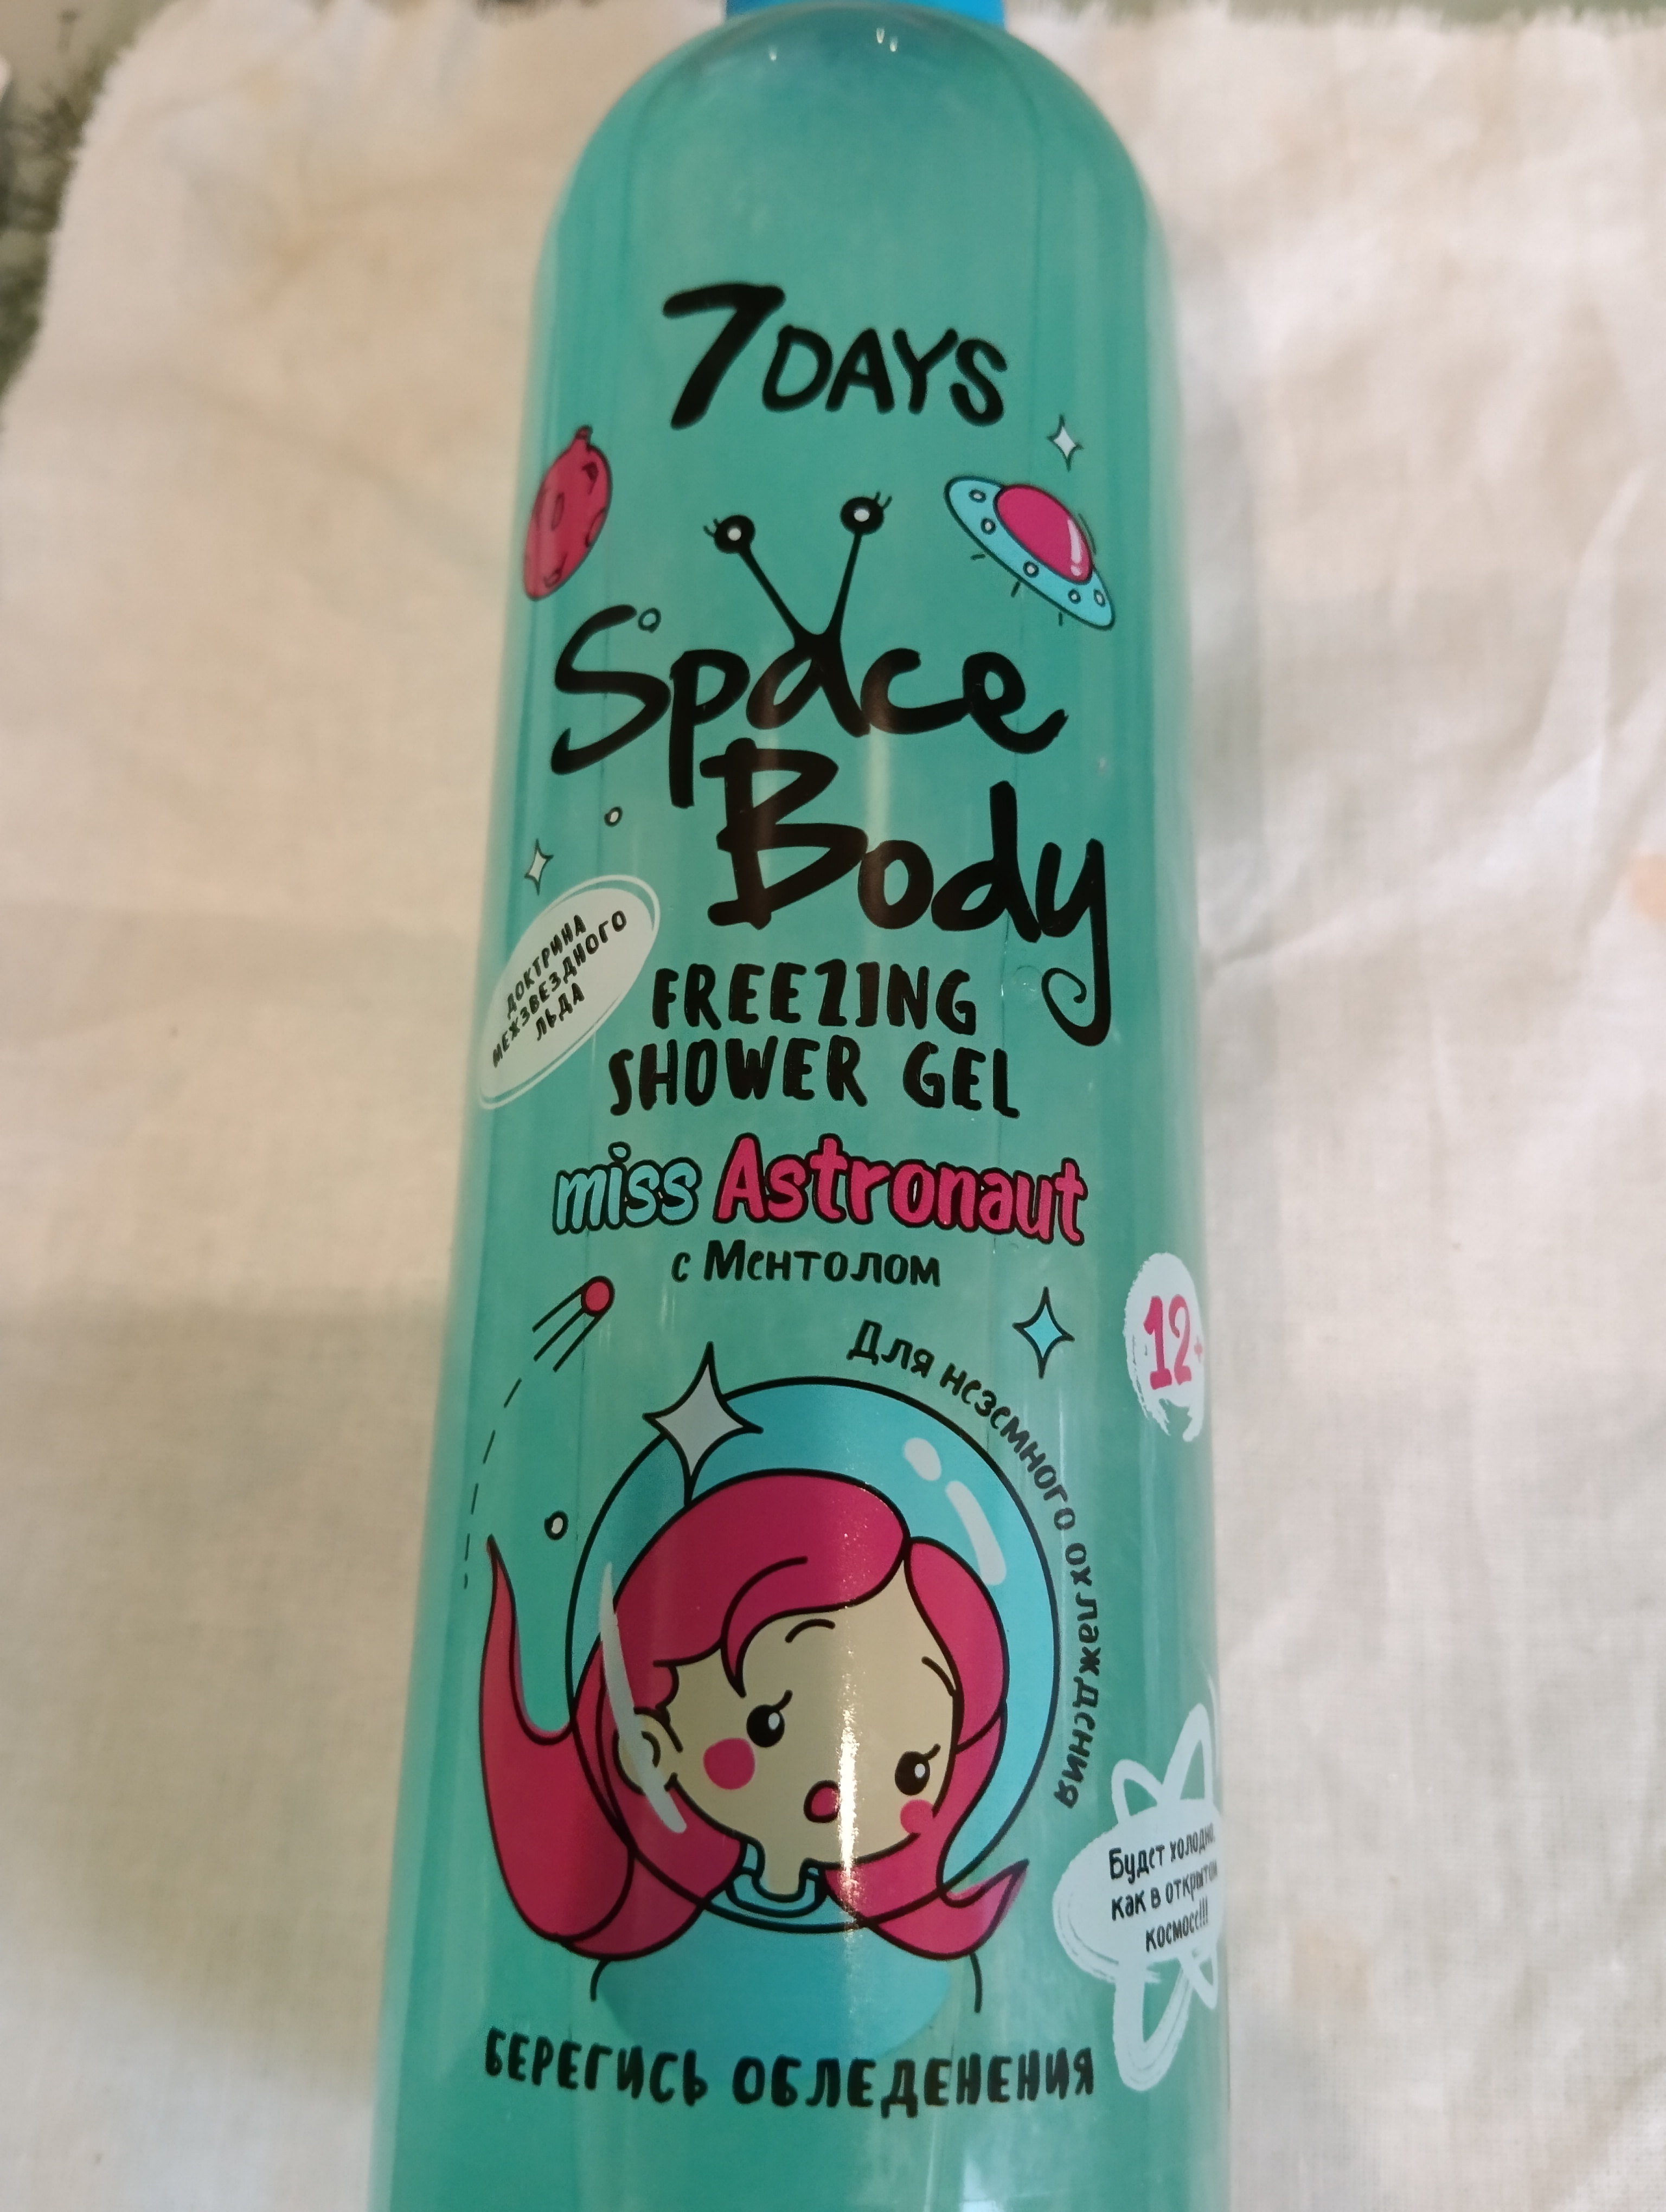 7DAYS
Space
Body
ДОКТРИНА
МЕЖЗВЕЗДНОГО
ЛЬДА
FREEZING
SHOWER GEL
miss Astronaut
с Ментолом
12+
Для неземного охлаждения
Будет холодно,
как в открытом
космосе!!!
БЕРЕГИСЬ ОБЛЕДЕНЕНИЯ